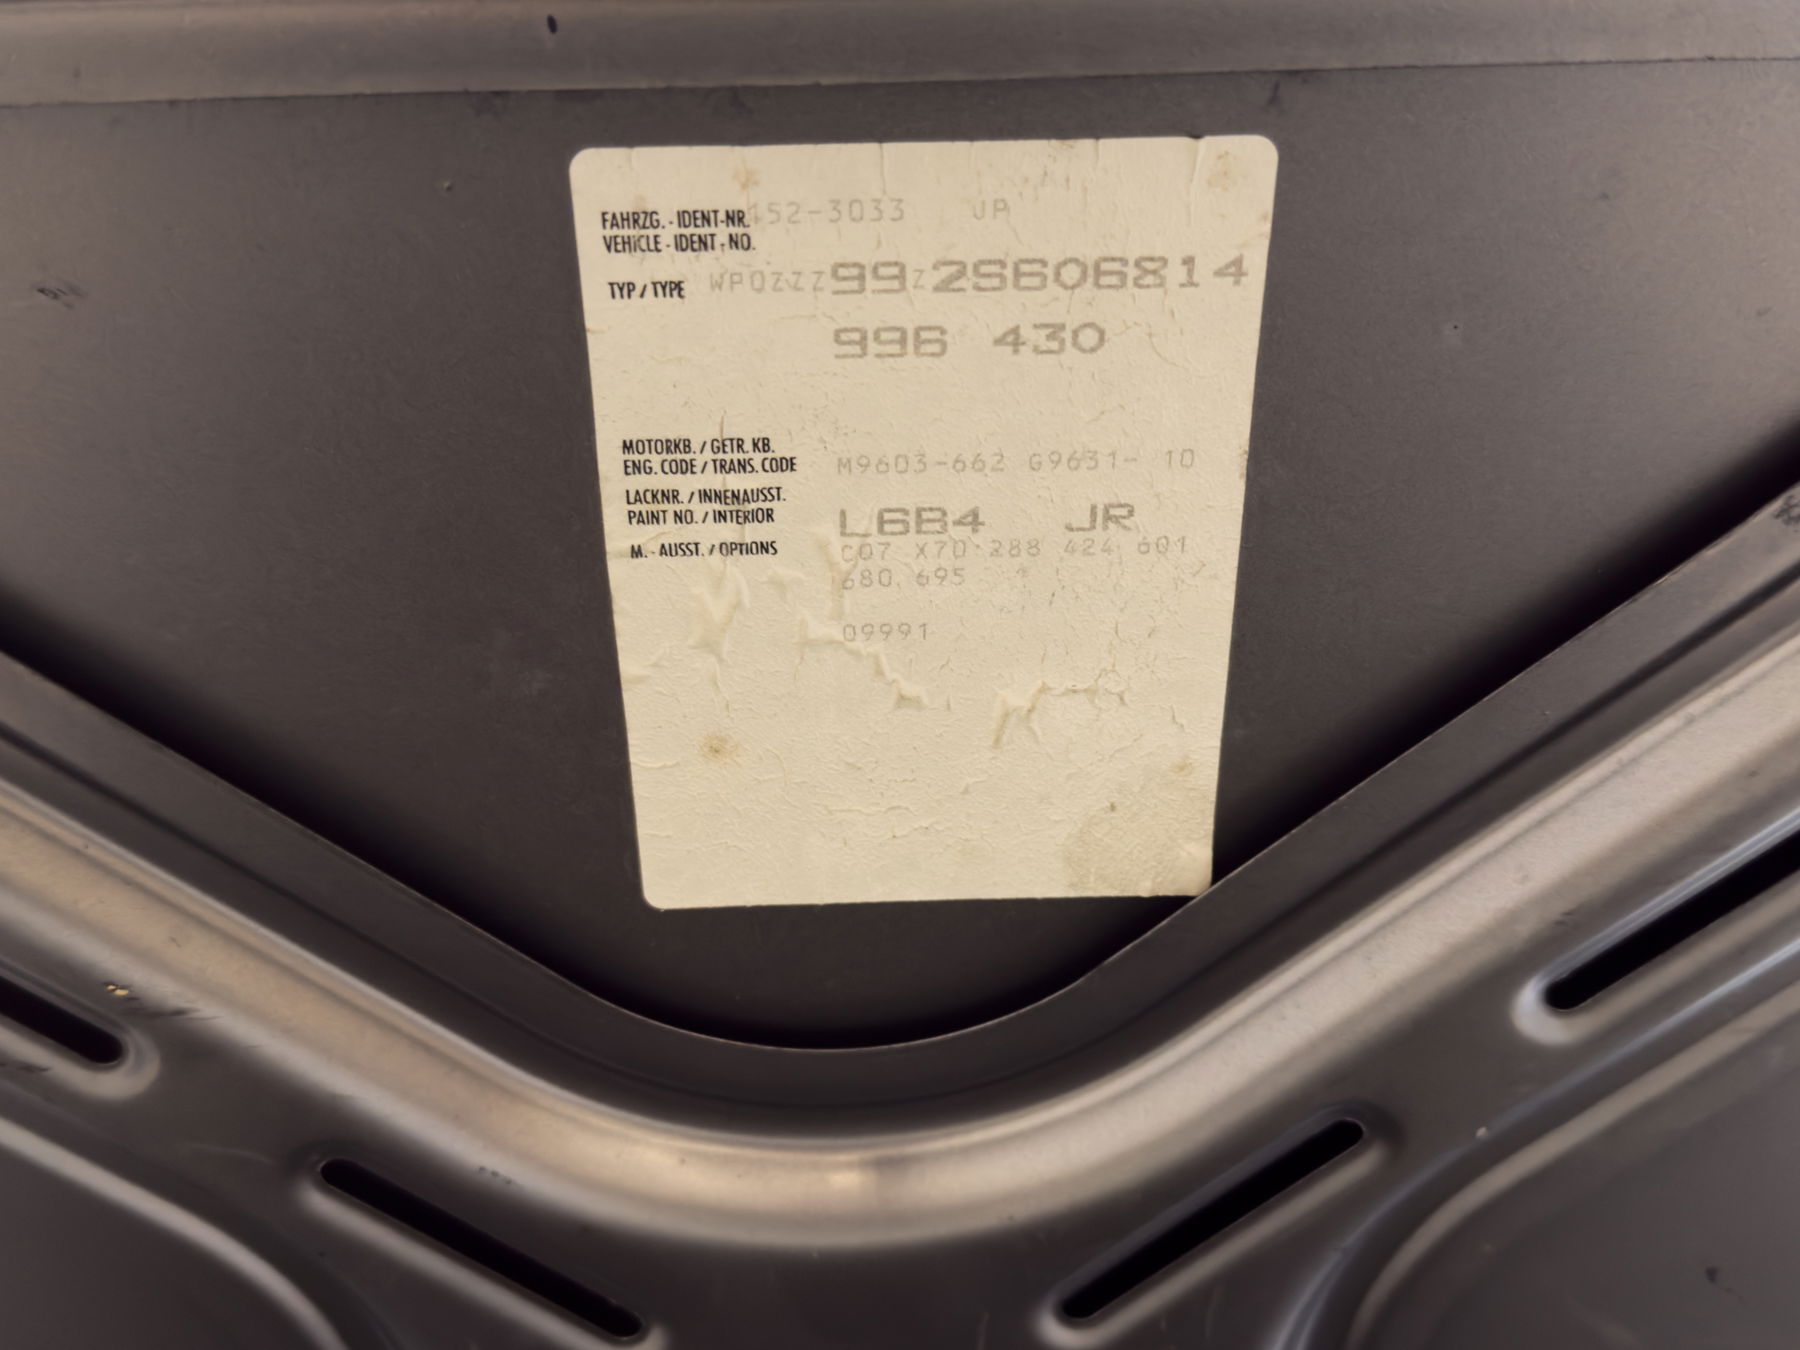 152-3033 JP
FAHRZG. - IDENT-NR.
VEHICLE - IDENT - NO.
TYP / TYPE WP0ZZZ99Z2S606814
996 430
MOTORKB. / GETR. KB.
ENG. CODE / TRANS. CODE M9603-662 G9631- 10
LACKNR. / INNENAUSST.
PAINT NO. / INTERIOR L6B4 JR
M. - AUSST. / OPTIONS C07 X70 288 424 601
680 695
09991